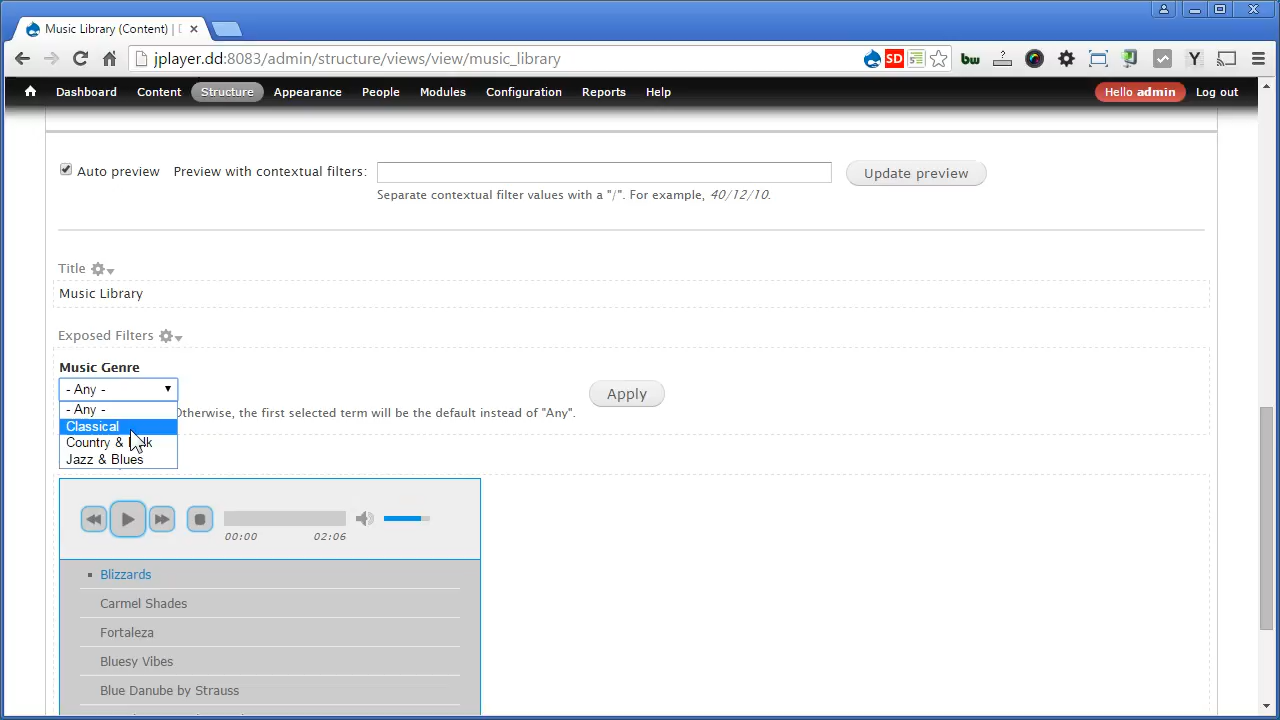 Music Library (Content) |
jplayer.dd:8083/admin/structure/views/view/music_library
SD
bw
Y
Dashboard Content Structure Appearance People Modules Configuration Reports Help
Hello admin Log out
Auto preview Preview with contextual filters: Update preview
Separate contextual filter values with a "/". For example, 40/12/10.
Title
Music Library
Exposed Filters
Music Genre
- Any -
Apply
- Any -
Otherwise, the first selected term will be the default instead of "Any".
Classical
Country & Folk
Jazz & Blues
00:00 02:06
Blizzards
Carmel Shades
Fortaleza
Bluesy Vibes
Blue Danube by Strauss